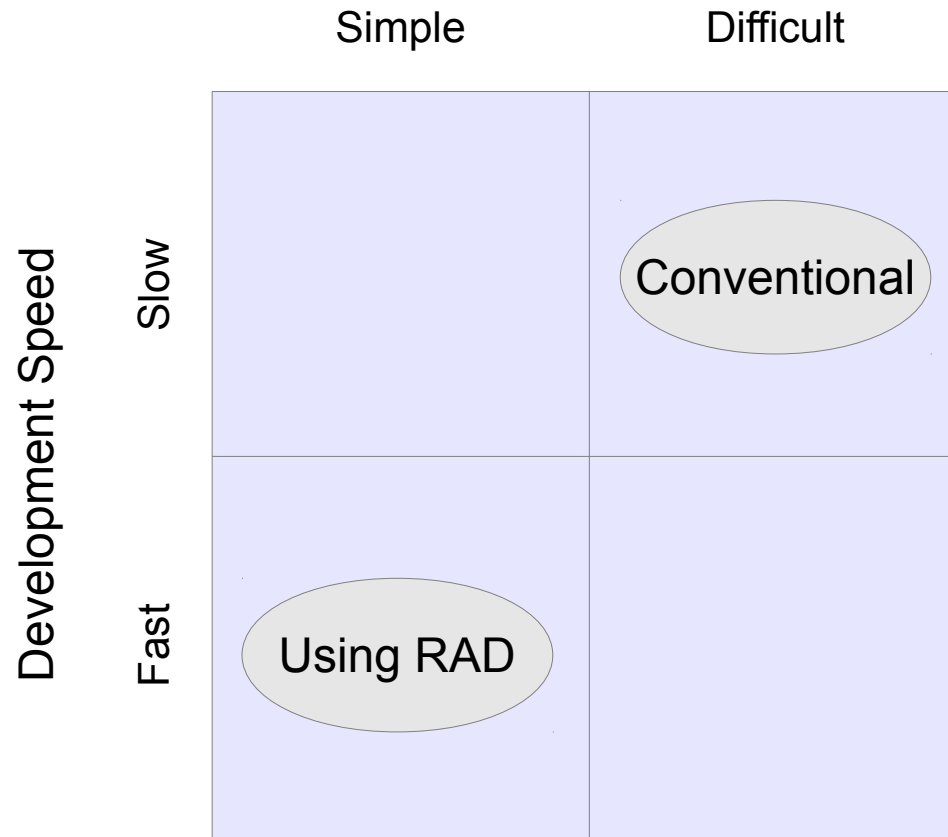 Simple Difficult
Development Speed
Slow
Conventional
Fast
Using RAD